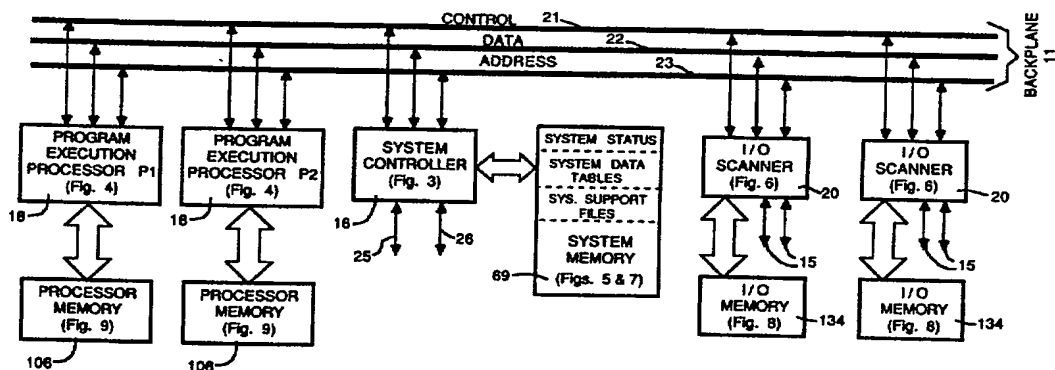 CONTROL
21
DATA
22
ADDRESS
23
BACKPLANE
11
PROGRAM
EXECUTION
PROCESSOR P1
(Fig. 4)
18
PROGRAM
EXECUTION
PROCESSOR P2
(Fig. 4)
18
SYSTEM
CONTROLLER
(Fig. 3)
16
25
26
SYSTEM STATUS
SYSTEM DATA
TABLES
SYS. SUPPORT
FILES
SYSTEM
MEMORY
(Figs. 5 & 7)
69
I/O
SCANNER
(Fig. 6)
20
15
I/O
SCANNER
(Fig. 6)
20
15
PROCESSOR
MEMORY
(Fig. 9)
106
PROCESSOR
MEMORY
(Fig. 9)
106
I/O
MEMORY
(Fig. 8)
134
I/O
MEMORY
(Fig. 8)
134